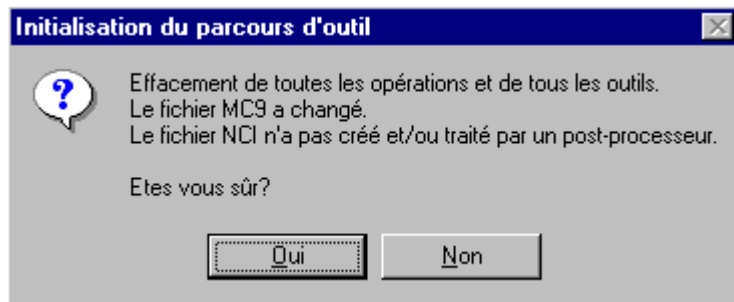 Initialisation du parcours d'outil
?
Effacement de toutes les opérations et de tous les outils.
Le fichier MC9 a changé.
Le fichier NCI n'a pas créé et/ou traité par un post-processeur.
Etes vous sûr?
Oui
Non